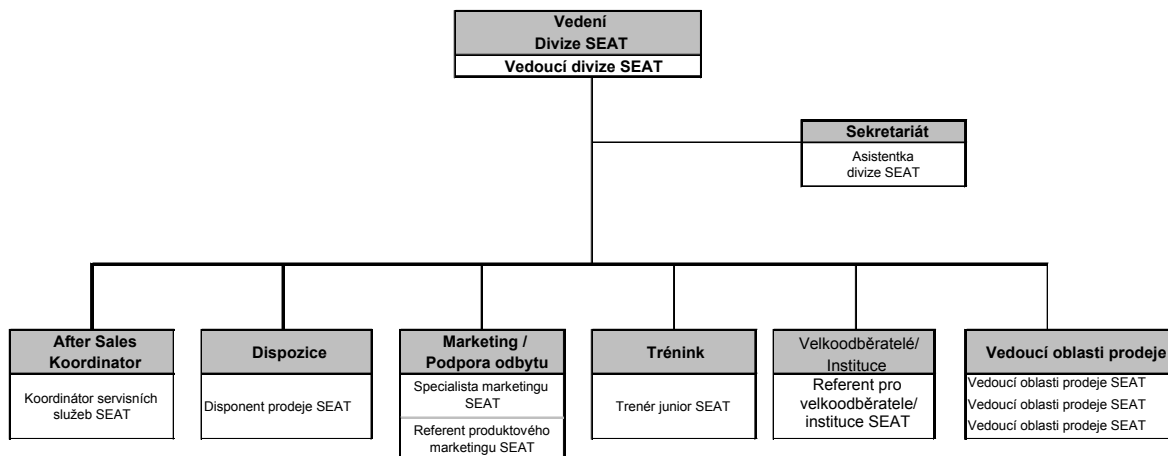 Vedení
Divize SEAT
Vedoucí divize SEAT
Sekretariát
Asistentka
divize SEAT
After Sales
Koordinator
Koordinátor servisních
služeb SEAT
Dispozice
Disponent prodeje SEAT
Marketing /
Podpora odbytu
Specialista marketingu
SEAT
Referent produktového
marketingu SEAT
Trénink
Trenér junior SEAT
Velkoodběratelé/
Instituce
Referent pro
velkoodběratele/
instituce SEAT
Vedoucí oblasti prodeje
Vedoucí oblasti prodeje SEAT
Vedoucí oblasti prodeje SEAT
Vedoucí oblasti prodeje SEAT